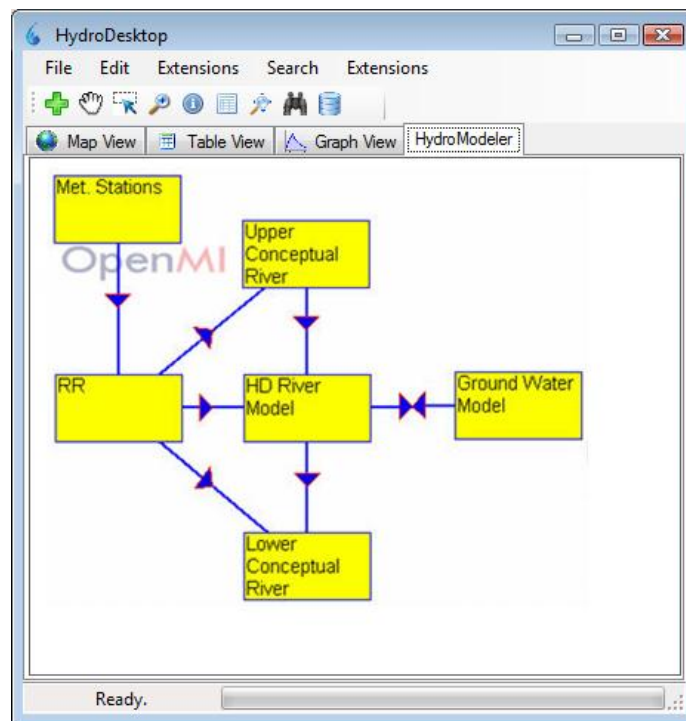 HydroDesktop
File Edit Extensions Search Extensions
Map View Table View Graph View HydroModeler
Met. Stations
OpenMI
Upper
Conceptual
River
RR
HD River
Model
Ground Water
Model
Lower
Conceptual
River
Ready.